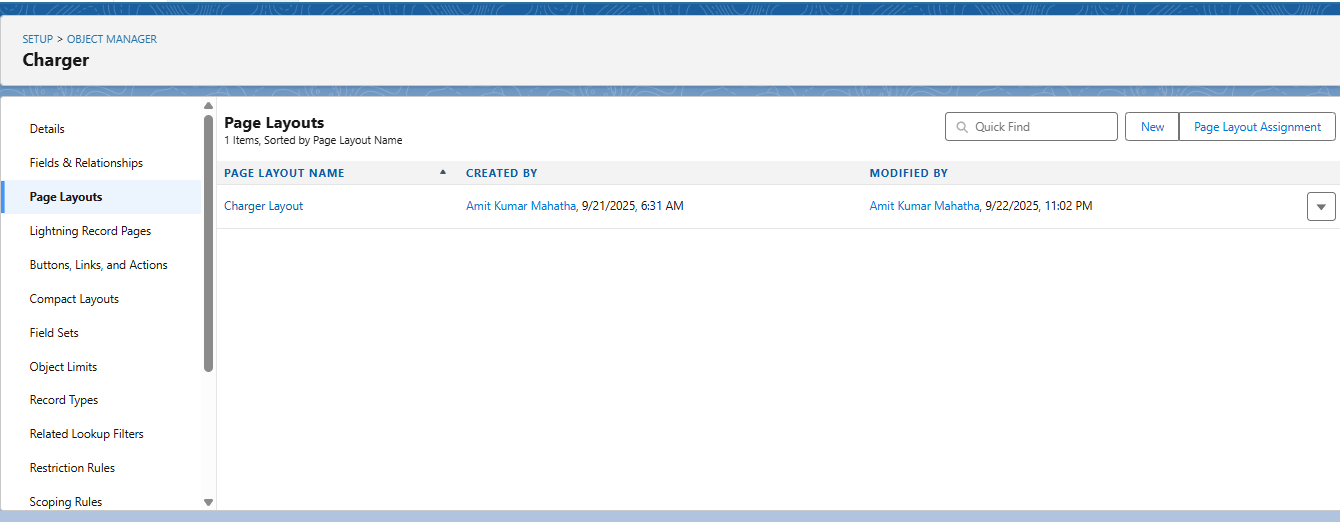 SETUP > OBJECT MANAGER
Charger
Details
Fields & Relationships
Page Layouts
Lightning Record Pages
Buttons, Links, and Actions
Compact Layouts
Field Sets
Object Limits
Record Types
Related Lookup Filters
Restriction Rules
Scoping Rules
Page Layouts
1 Items, Sorted by Page Layout Name
Quick Find
New
Page Layout Assignment
PAGE LAYOUT NAME CREATED BY MODIFIED BY
Charger Layout Amit Kumar Mahatha, 9/21/2025, 6:31 AM Amit Kumar Mahatha, 9/22/2025, 11:02 PM